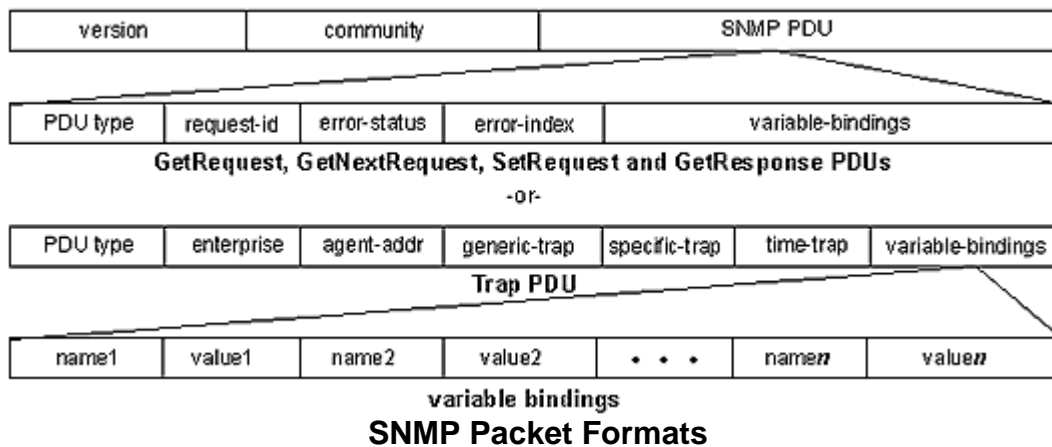 version community SNMP PDU
PDU type request-id error-status error-index variable-bindings
GetRequest, GetNextRequest, SetRequest and GetResponse PDUs
-or-
PDU type enterprise agent-addr generic-trap specific-trap time-trap variable-bindings
Trap PDU
name1 value1 name2 value2 • • • namen valuen
variable bindings
SNMP Packet Formats